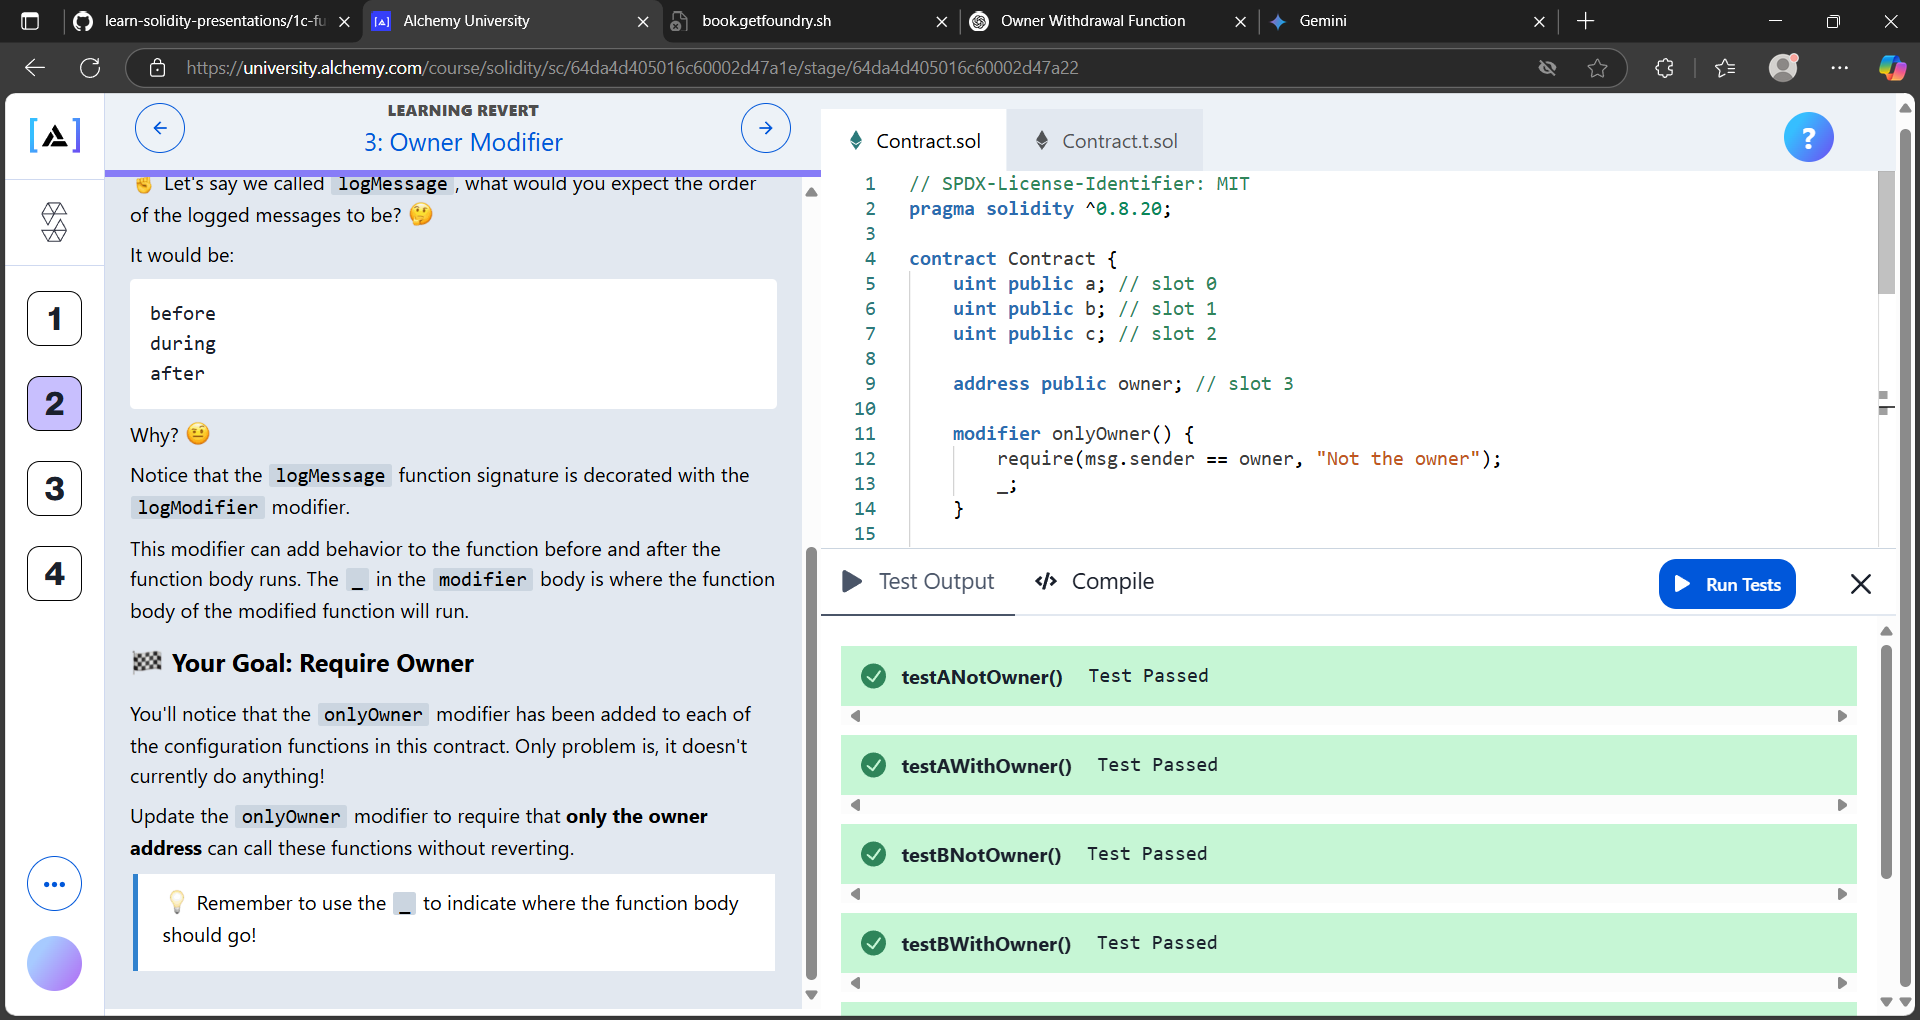 learn-solidity-presentations/1c-fu
Alchemy University
book.getfoundry.sh
Owner Withdrawal Function
Gemini
https://university.alchemy.com/course/solidity/sc/64da4d405016c60002d47a1e/stage/64da4d405016c60002d47a22
LEARNING REVERT
3: Owner Modifier
1
2
3
4
Let's say we called logMessage, what would you expect the order
of the logged messages to be? 🤔
It would be:
before
during
after
Why? 🤨
Notice that the logMessage function signature is decorated with the
logModifier modifier.
This modifier can add behavior to the function before and after the
function body runs. The _ in the modifier body is where the function
body of the modified function will run.
🏁 Your Goal: Require Owner
You'll notice that the onlyOwner modifier has been added to each of
the configuration functions in this contract. Only problem is, it doesn't
currently do anything!
Update the onlyOwner modifier to require that only the owner
address can call these functions without reverting.
💡 Remember to use the _ to indicate where the function body
should go!
Contract.sol
Contract.t.sol
?
1 // SPDX-License-Identifier: MIT
2 pragma solidity ^0.8.20;
3
4 contract Contract {
5 uint public a; // slot 0
6 uint public b; // slot 1
7 uint public c; // slot 2
8
9 address public owner; // slot 3
10
11 modifier onlyOwner() {
12 require(msg.sender == owner, "Not the owner");
13 _;
14 }
15
Test Output
</> Compile
Run Tests
testANotOwner() Test Passed
testAWithOwner() Test Passed
testBNotOwner() Test Passed
testBWithOwner() Test Passed